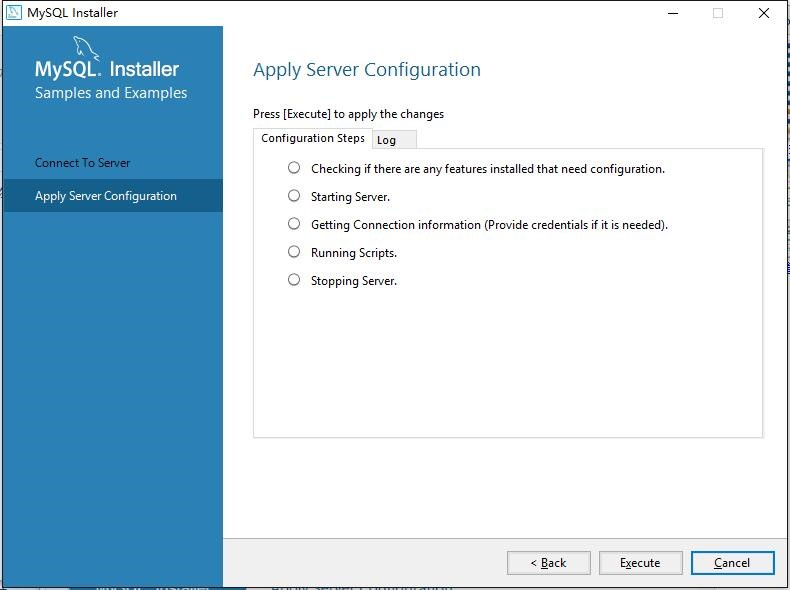 MySQL Installer
MySQL. Installer
Samples and Examples
Connect To Server
Apply Server Configuration
Apply Server Configuration
Press [Execute] to apply the changes
Configuration Steps
Log
Checking if there are any features installed that need configuration.
Starting Server.
Getting Connection information (Provide credentials if it is needed).
Running Scripts.
Stopping Server.
< Back
Execute
Cancel